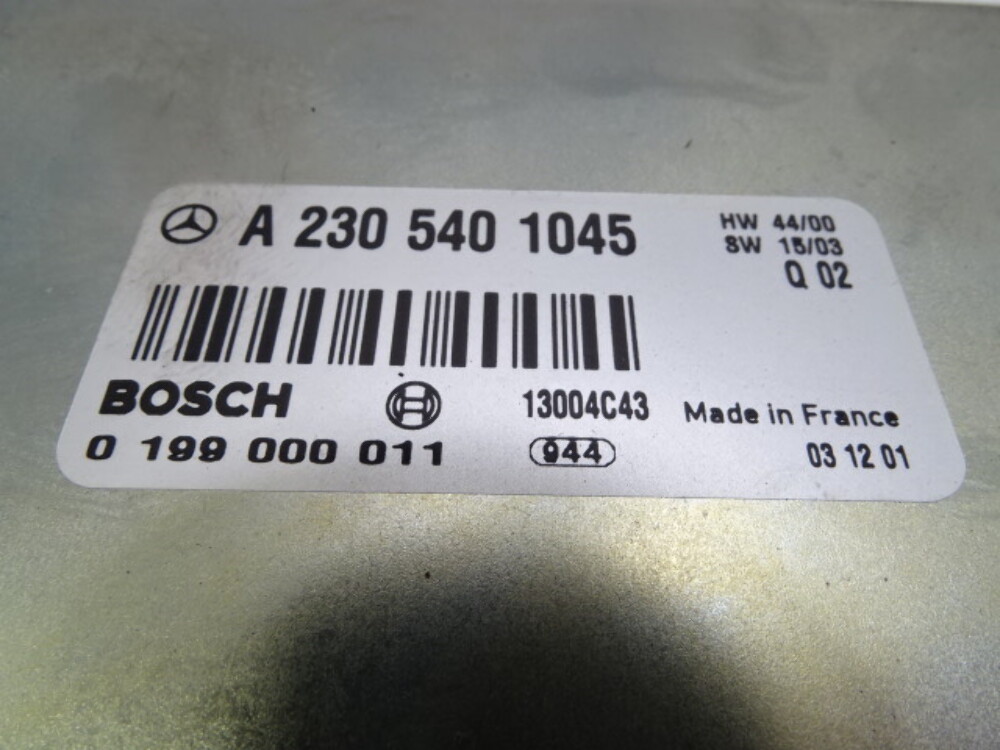 A 230 540 1045
HW 44/00
SW 15/03
Q 02
BOSCH
13004C43
Made in France
0 199 000 011
944
03 12 01